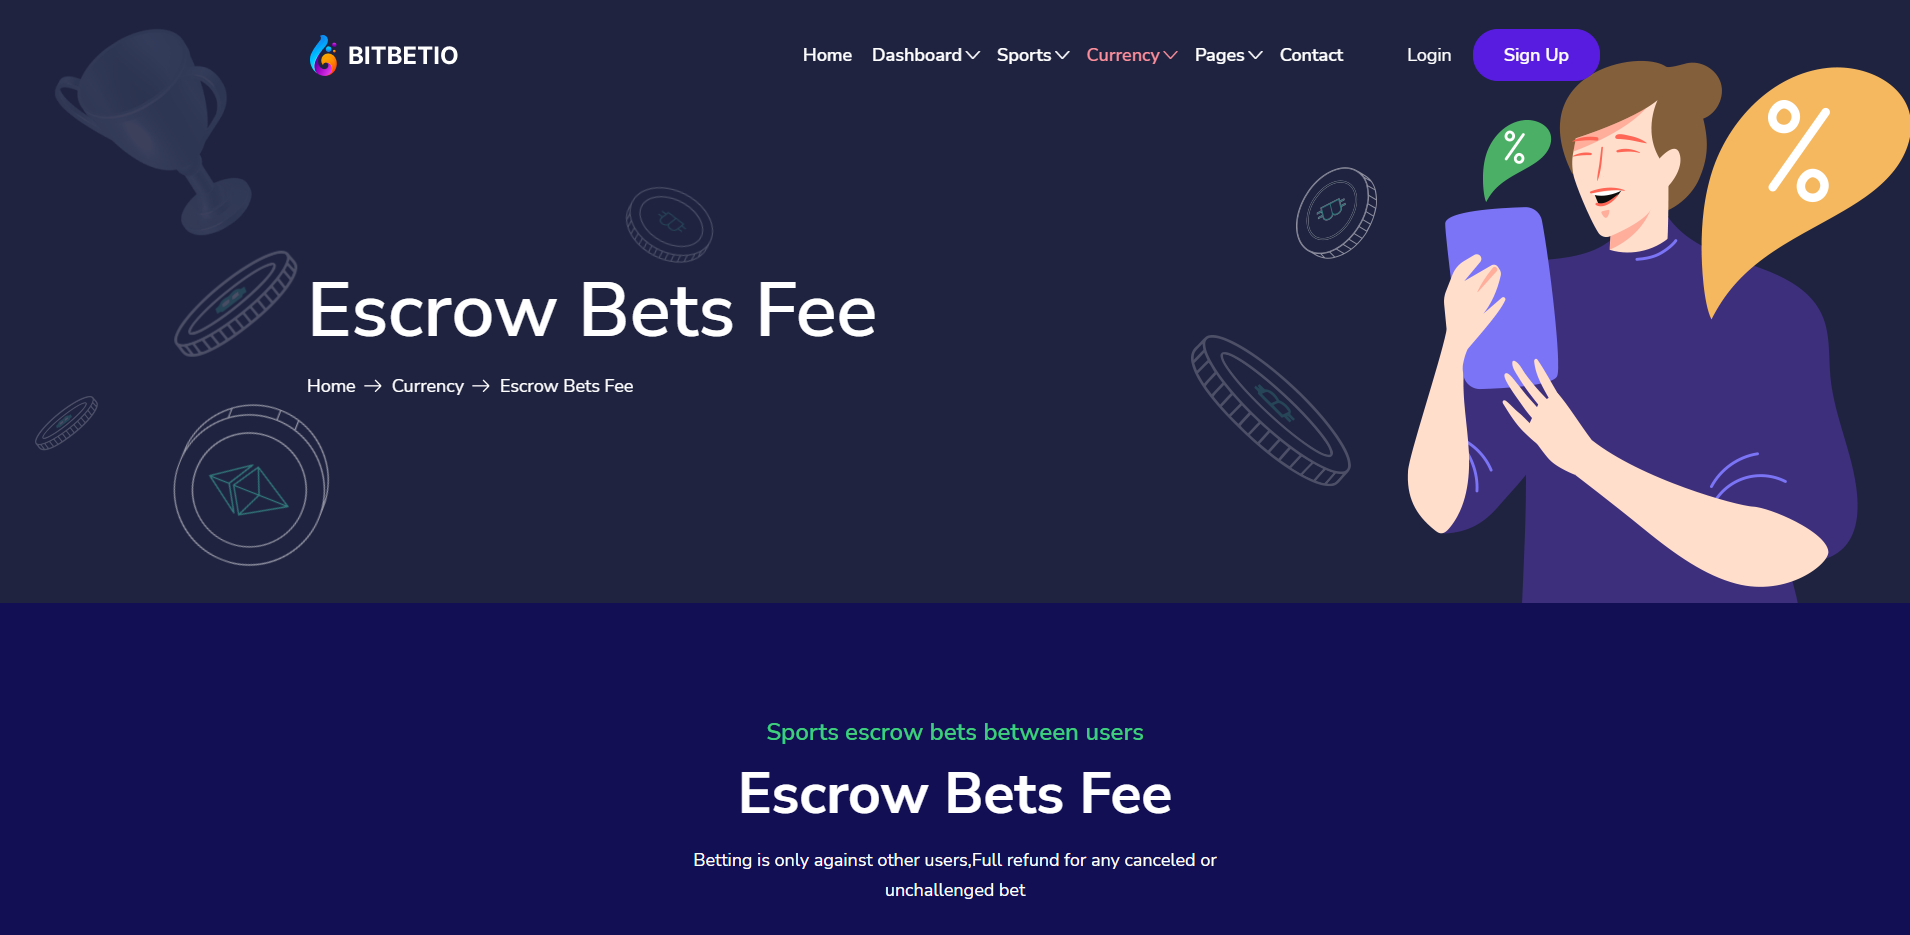 BITBETIO
Home Dashboard Sports Currency Pages Contact Login Sign Up
%
%
Escrow Bets Fee
Home → Currency → Escrow Bets Fee
Sports escrow bets between users
Escrow Bets Fee
Betting is only against other users,Full refund for any canceled or
unchallenged bet